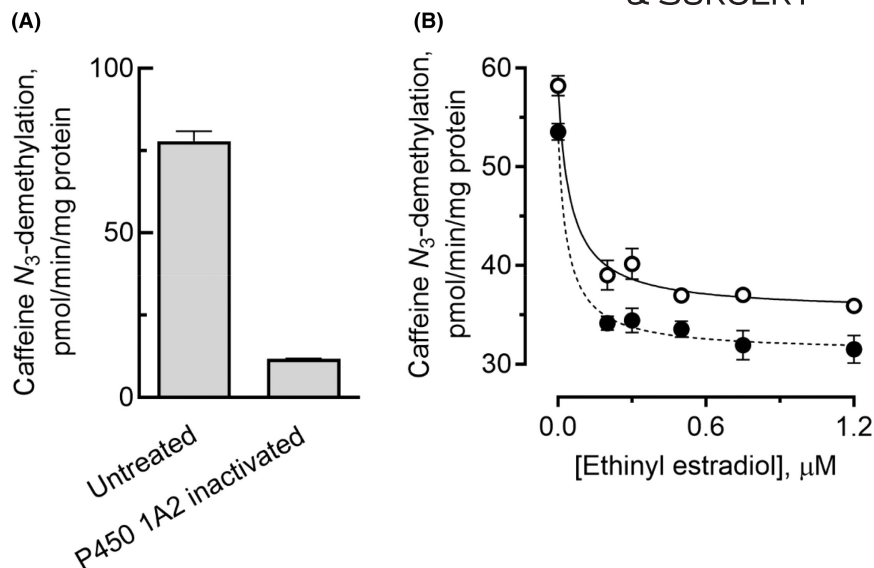 (A)
(B)
Caffeine N3-demethylation,
pmol/min/mg protein
100
50
0
Untreated
P450 1A2 inactivated
Caffeine N3-demethylation,
pmol/min/mg protein
60
50
40
30
0.0 0.6 1.2
[Ethinyl estradiol], μM